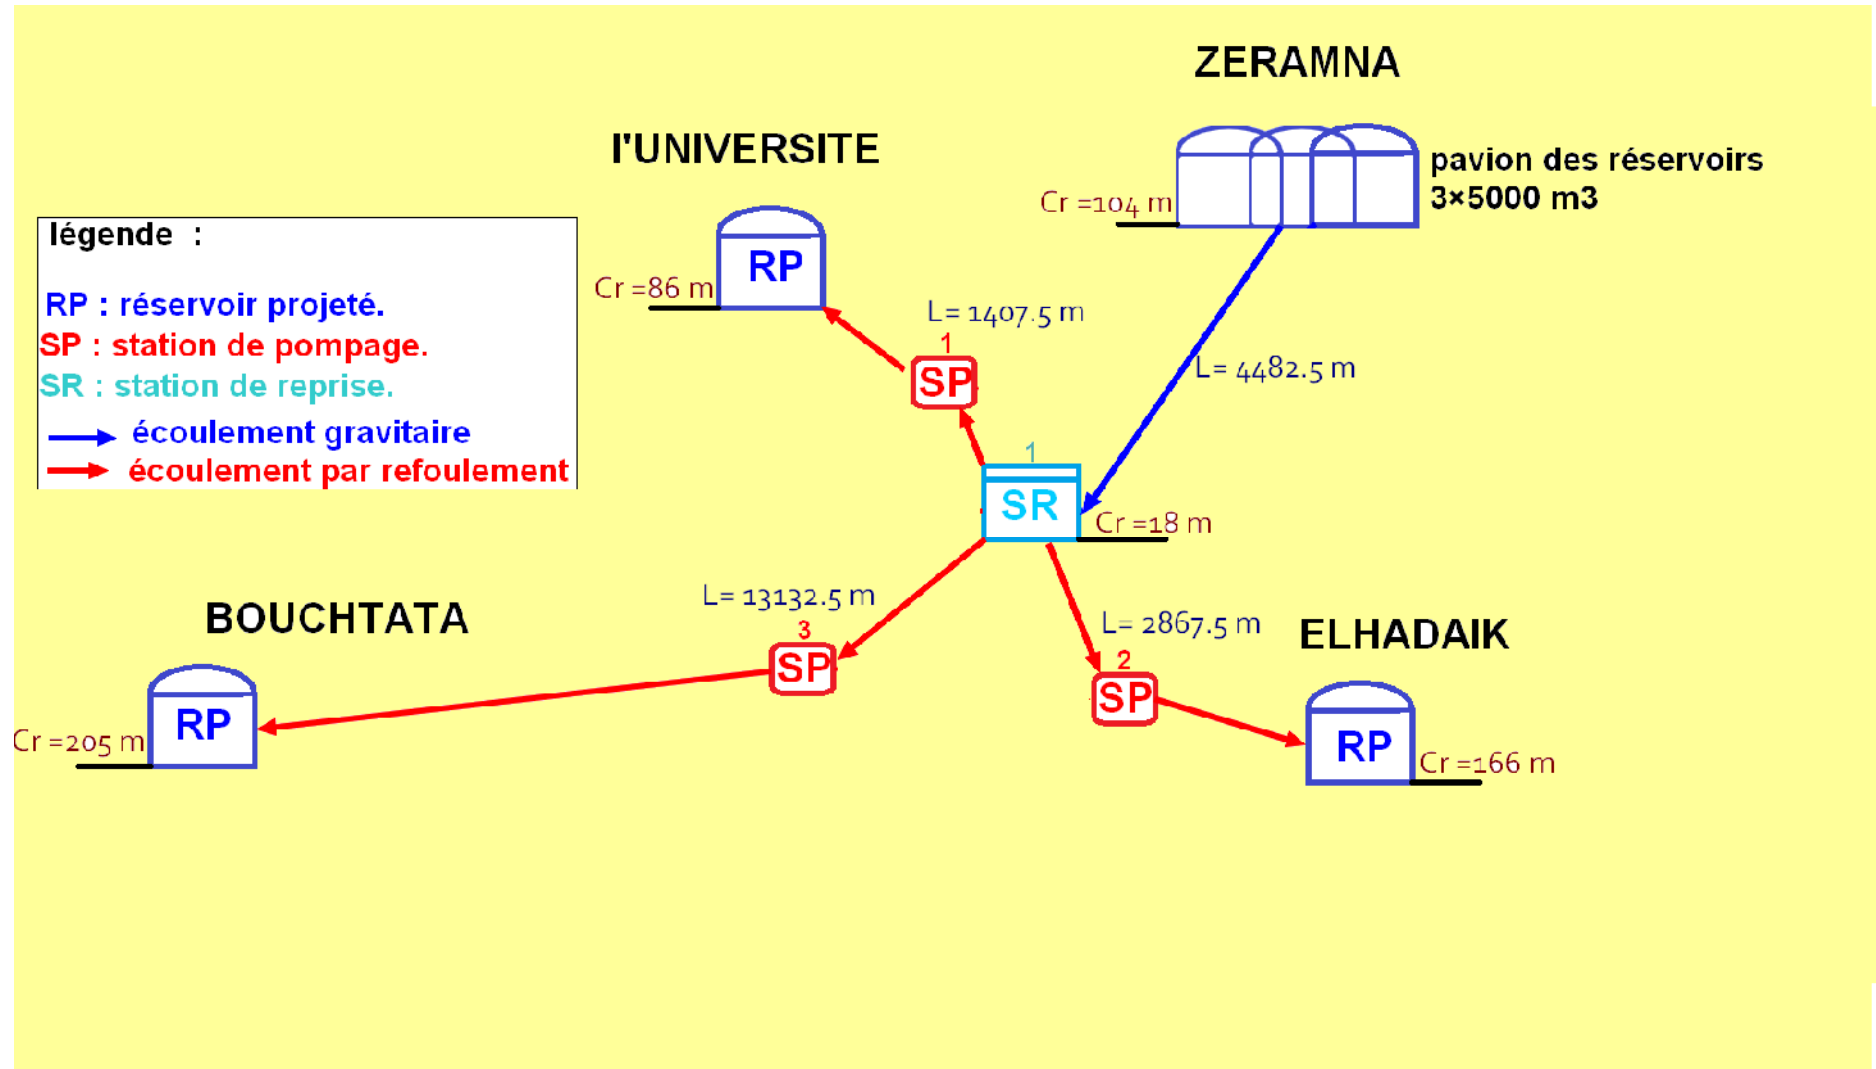 ZERAMNA
l'UNIVERSITE
pavion des réservoirs
3×5000 m3
Cr =104 m
légende :
RP : réservoir projeté.
SP : station de pompage.
SR : station de reprise.
écoulement gravitaire
écoulement par refoulement
RP
Cr =86 m
L= 1407.5 m
1
SP
L= 4482.5 m
1
SR
Cr =18 m
L= 13132.5 m
BOUCHTATA
3
SP
L= 2867.5 m
ELHADAIK
2
SP
RP
Cr =205 m
RP
Cr =166 m